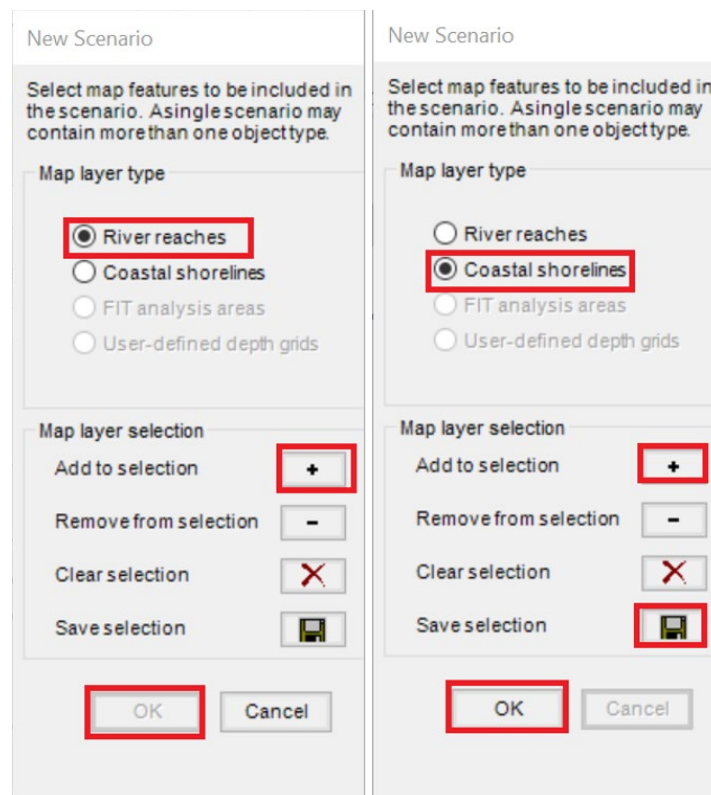 New Scenario
Select map features to be included in
the scenario. Asingle scenario may
contain more than one object type.
Map layer type
River reaches
Coastal shorelines
FIT analysis areas
User-defined depth grids
Map layer selection
Add to selection
+
Remove from selection
-
Clear selection
Save selection
OK
Cancel
New Scenario
Select map features to be included in
the scenario. Asingle scenario may
contain more than one object type.
Map layer type
River reaches
Coastal shorelines
FIT analysis areas
User-defined depth grids
Map layer selection
Add to selection
+
Remove from selection
-
Clear selection
Save selection
OK
Cancel